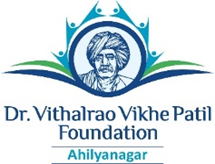 Dr. Vithalrao Vikhe Patil
Foundation
Ahilyanagar